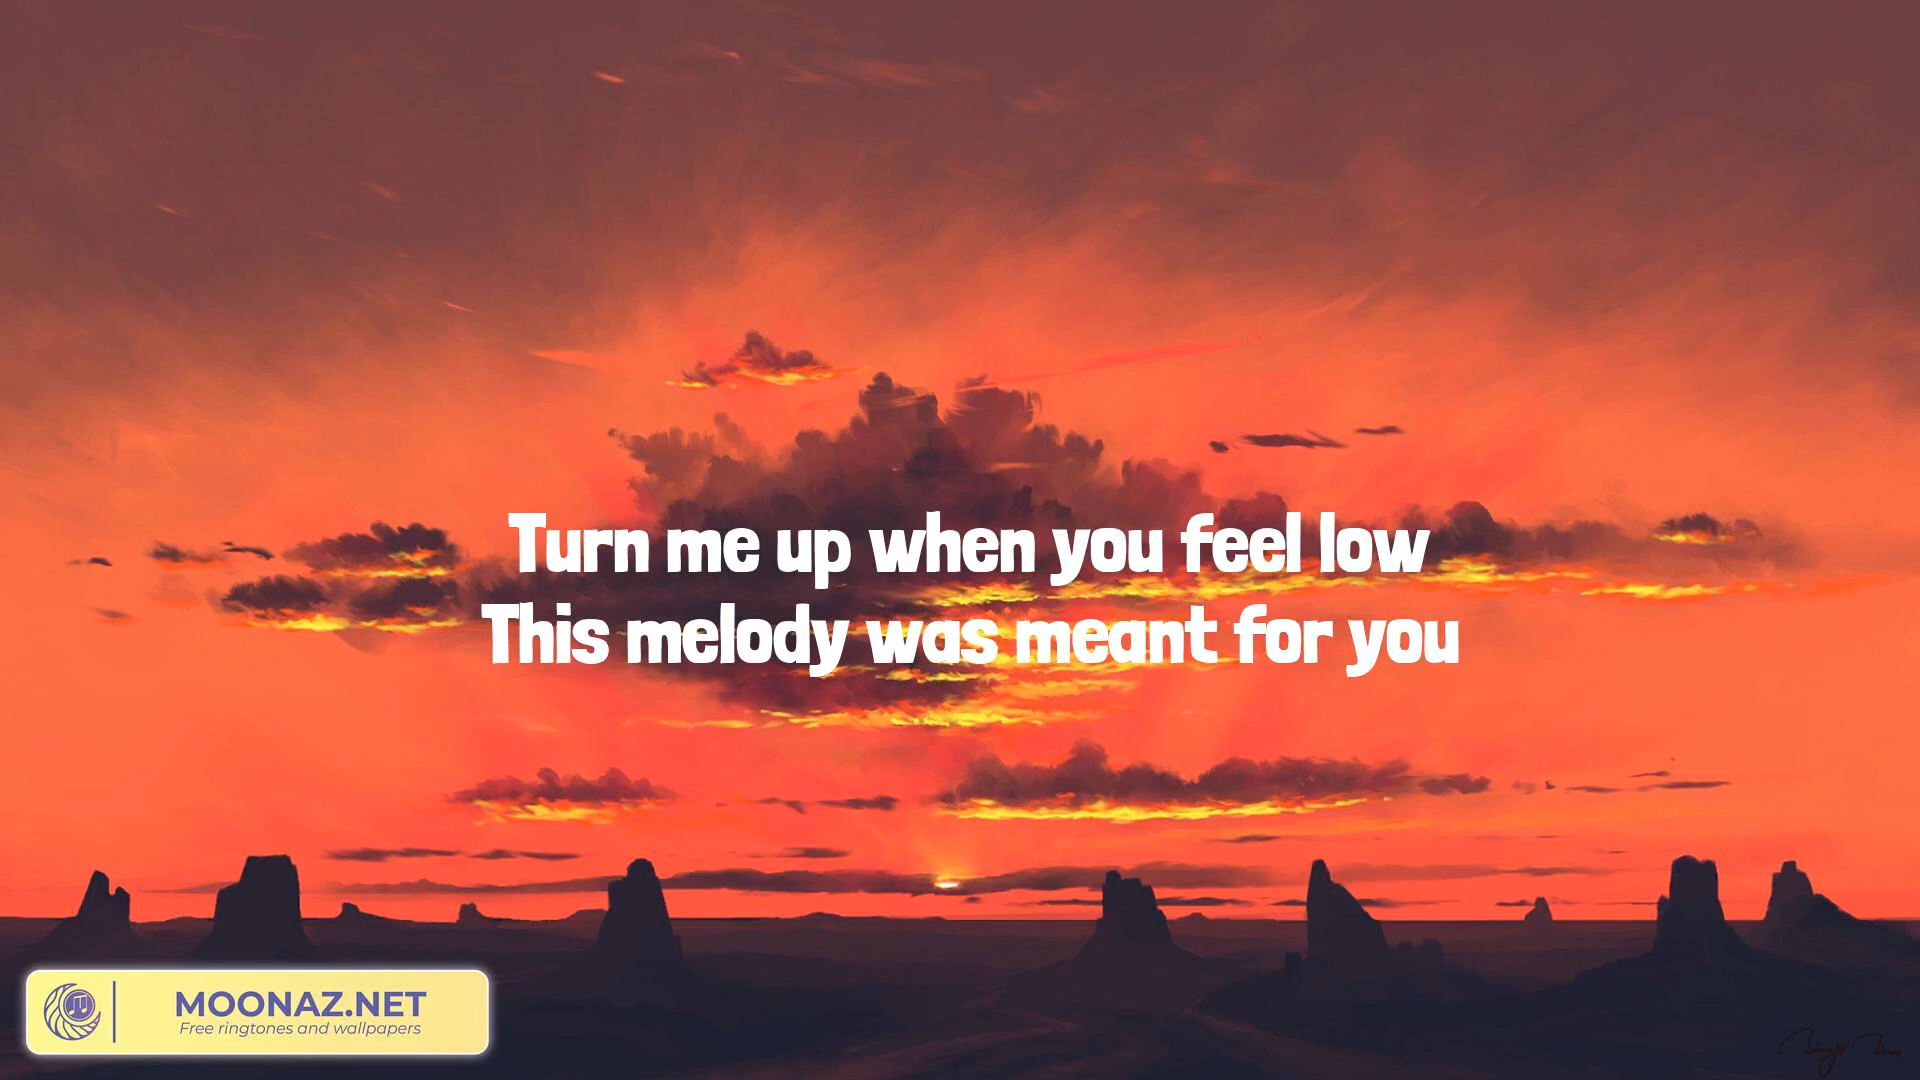 Turn me up when you feel low
This melody was meant for you
MOONAZ.NET
Free ringtones and wallpapers